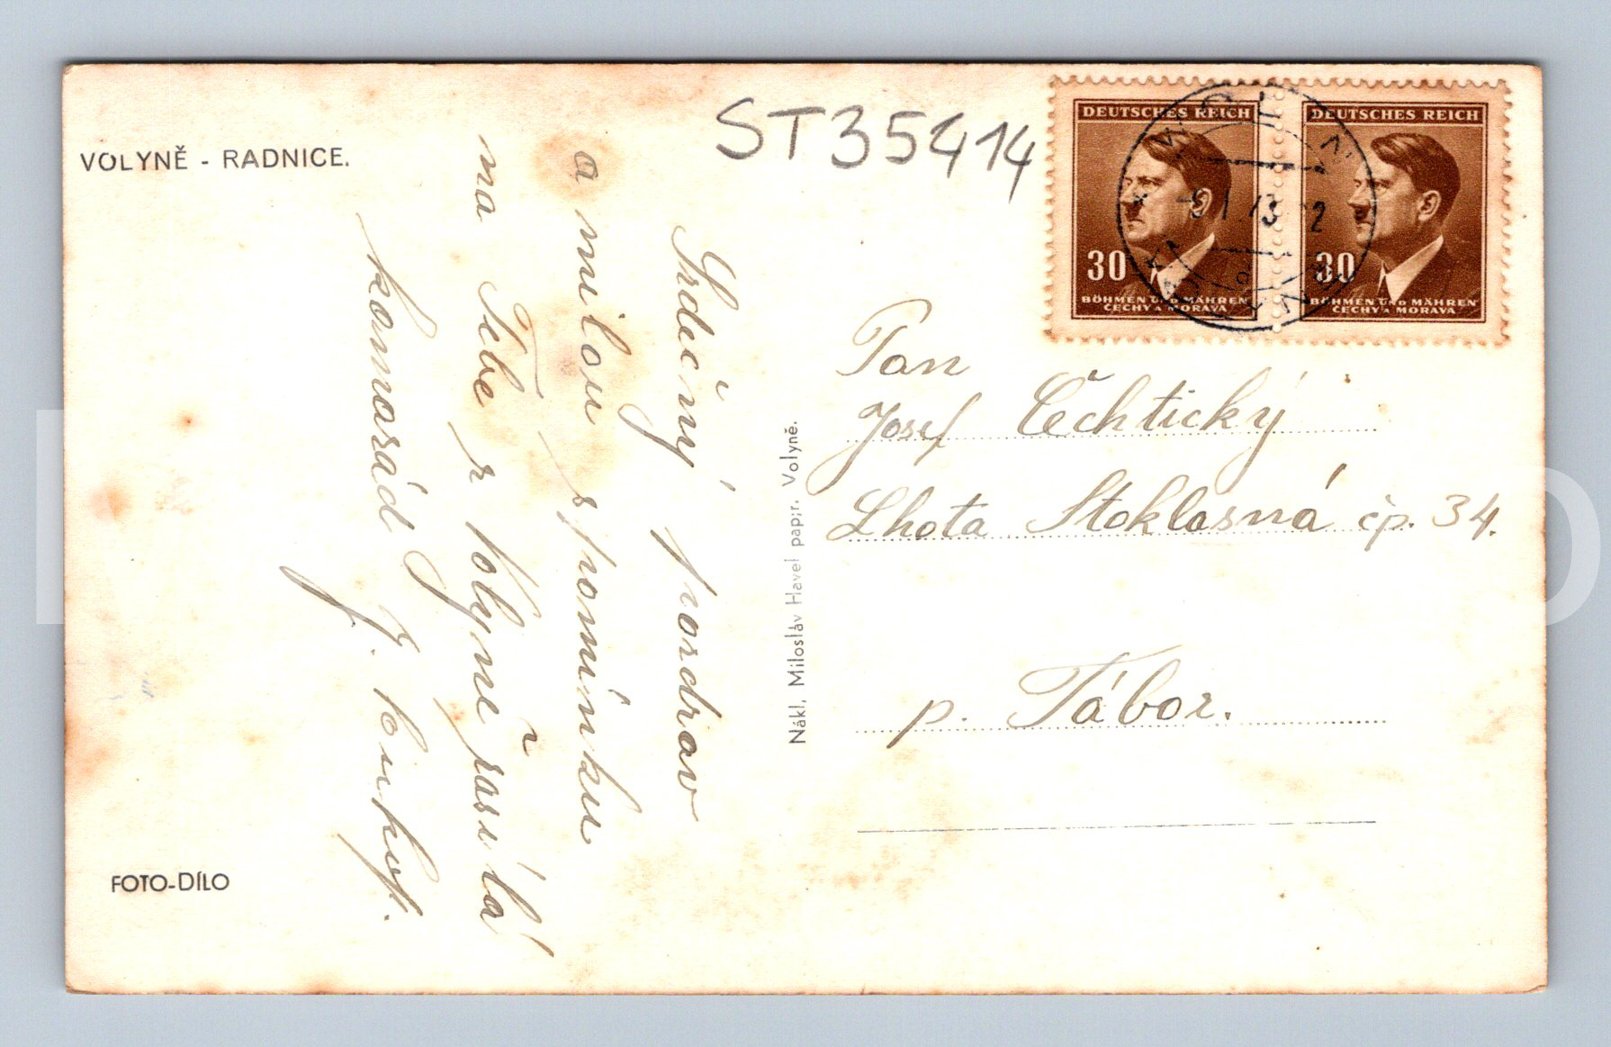 VOLYNĚ - RADNICE.
ST35414
DEUTSCHES REICH
30
BÖHMEN UND MÄHREN
ČECHY A MORAVA
DEUTSCHES REICH
30
BÖHMEN UND MÄHREN
ČECHY A MORAVA
Srdečný pozdrav
a milou spomínku
na Tebe z Volyně zasílá
kamarád J.
Nákl, Miloslav Havel papír. Volyně.
Pan
Josef Čechtický
Lhota Stoklasná čp. 34.
p. Tábor.
FOTO-DÍLO